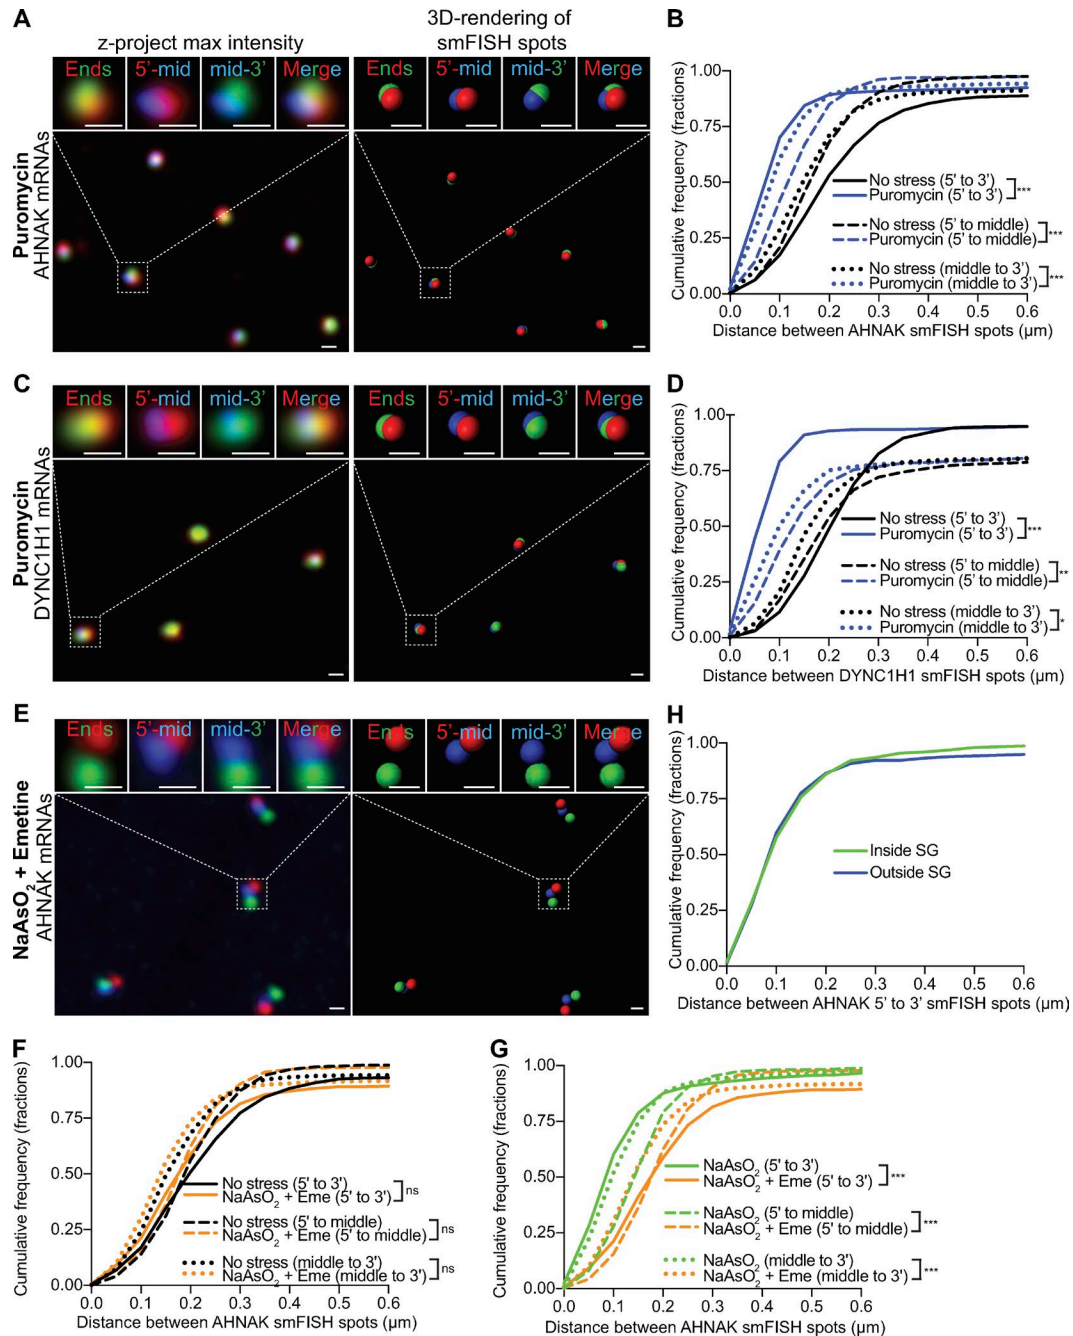 A
z-project max intensity
3D-rendering of
smFISH spots
Ends 5'-mid mid-3' Merge Ends 5'-mid mid-3' Merge
Puromycin
AHNAK mRNAs
B
Cumulative frequency (fractions)
1.00
0.75
0.50
0.25
0.00
No stress (5' to 3')
Puromycin (5' to 3')
***
No stress (5' to middle)
Puromycin (5' to middle)
***
No stress (middle to 3')
Puromycin (middle to 3')
***
0.0 0.1 0.2 0.3 0.4 0.5 0.6
Distance between AHNAK smFISH spots (μm)
C
Ends 5'-mid mid-3' Merge Ends 5'-mid mid-3' Merge
Puromycin
DYNC1H1 mRNAs
D
Cumulative frequency (fractions)
1.00
0.75
0.50
0.25
0.00
No stress (5' to 3')
Puromycin (5' to 3')
***
No stress (5' to middle)
Puromycin (5' to middle)
**
No stress (middle to 3')
Puromycin (middle to 3')
*
0.0 0.1 0.2 0.3 0.4 0.5 0.6
Distance between DYNC1H1 smFISH spots (μm)
E
Ends 5'-mid mid-3' Merge Ends 5'-mid mid-3' Merge
NaAsO2 + Emetine
AHNAK mRNAs
H
Cumulative frequency (fractions)
1.00
0.75
0.50
0.25
0.00
Inside SG
Outside SG
0.0 0.1 0.2 0.3 0.4 0.5 0.6
Distance between AHNAK 5' to 3' smFISH spots (μm)
F
Cumulative frequency (fractions)
1.00
0.75
0.50
0.25
0.00
No stress (5' to 3')
NaAsO2 + Eme (5' to 3')
ns
No stress (5' to middle)
NaAsO2 + Eme (5' to middle)
ns
No stress (middle to 3')
NaAsO2 + Eme (middle to 3')
ns
0.0 0.1 0.2 0.3 0.4 0.5 0.6
Distance between AHNAK smFISH spots (μm)
G
Cumulative frequency (fractions)
1.00
0.75
0.50
0.25
0.00
NaAsO2 (5' to 3')
NaAsO2 + Eme (5' to 3')
***
NaAsO2 (5' to middle)
NaAsO2 + Eme (5' to middle)
***
NaAsO2 (middle to 3')
NaAsO2 + Eme (middle to 3')
***
0.0 0.1 0.2 0.3 0.4 0.5 0.6
Distance between AHNAK smFISH spots (μm)